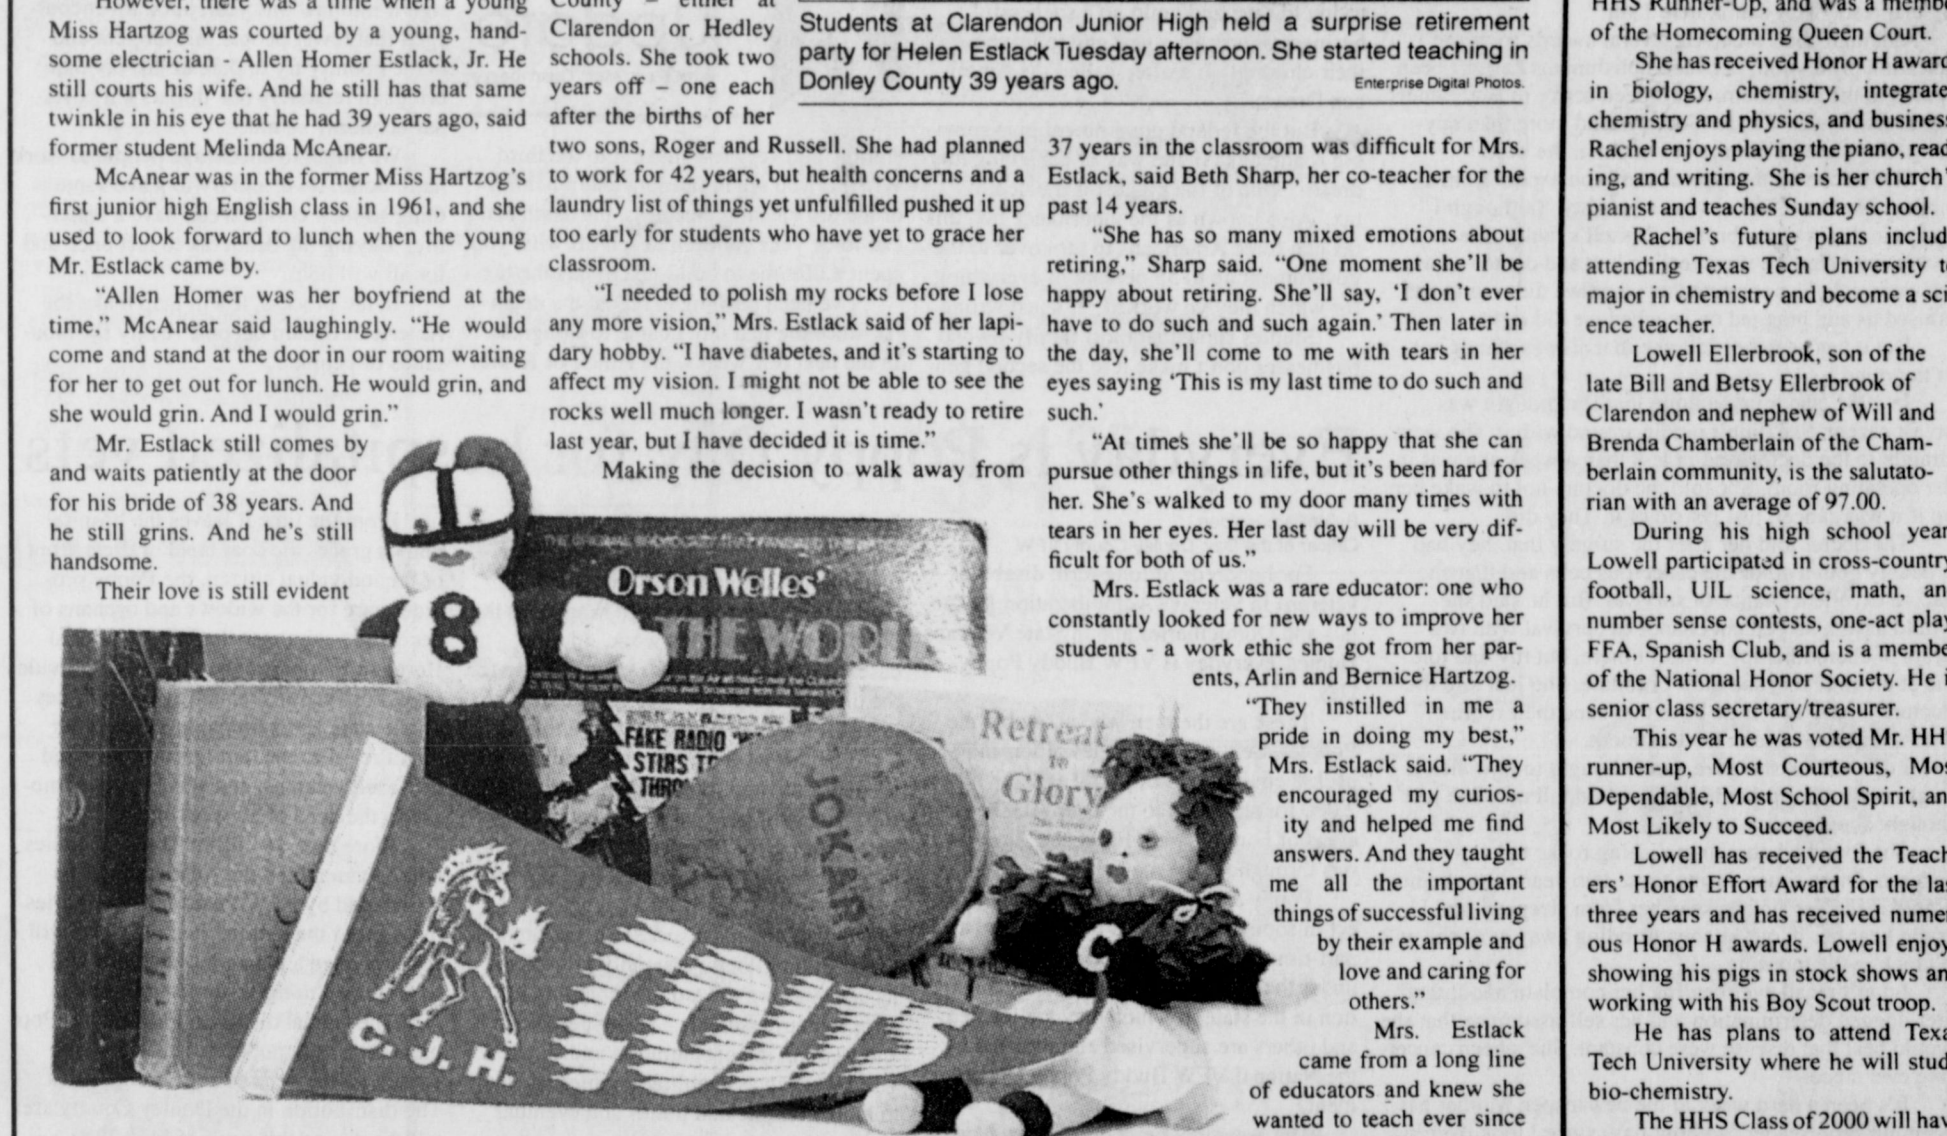 However, there was a time when a young
Miss Hartzog was courted by a young, hand-
some electrician - Allen Homer Estlack, Jr. He
still courts his wife. And he still has that same
twinkle in his eye that he had 39 years ago, said
former student Melinda McAnear.
McAnear was in the former Miss Hartzog's
first junior high English class in 1961, and she
used to look forward to lunch when the young
Mr. Estlack came by.
“Allen Homer was her boyfriend at the
time,” McAnear said laughingly. “He would
come and stand at the door in our room waiting
for her to get out for lunch. He would grin, and
she would grin. And I would grin.”
Mr. Estlack still comes by
and waits patiently at the door
for his bride of 38 years. And
he still grins. And he's still
handsome.
Their love is still evident
County – either at
Clarendon or Hedley
schools. She took two
years off – one each
after the births of her
two sons, Roger and Russell. She had planned
to work for 42 years, but health concerns and a
laundry list of things yet unfulfilled pushed it up
too early for students who have yet to grace her
classroom.
“I needed to polish my rocks before I lose
any more vision,” Mrs. Estlack said of her lapi-
dary hobby. “I have diabetes, and it's starting to
affect my vision. I might not be able to see the
rocks well much longer. I wasn't ready to retire
last year, but I have decided it is time.”
Making the decision to walk away from
Students at Clarendon Junior High held a surprise retirement
party for Helen Estlack Tuesday afternoon. She started teaching in
Donley County 39 years ago.
Enterprise Digital Photos.
37 years in the classroom was difficult for Mrs.
Estlack, said Beth Sharp, her co-teacher for the
past 14 years.
“She has so many mixed emotions about
retiring,” Sharp said. “One moment she'll be
happy about retiring. She'll say, ‘I don't ever
have to do such and such again.’ Then later in
the day, she'll come to me with tears in her
eyes saying ‘This is my last time to do such and
such.’
“At times she'll be so happy that she can
pursue other things in life, but it's been hard for
her. She's walked to my door many times with
tears in her eyes. Her last day will be very dif-
ficult for both of us.”
Mrs. Estlack was a rare educator: one who
constantly looked for new ways to improve her
students - a work ethic she got from her par-
ents, Arlin and Bernice Hartzog.
“They instilled in me a
pride in doing my best,”
Mrs. Estlack said. “They
encouraged my curios-
ity and helped me find
answers. And they taught
me all the important
things of successful living
by their example and
love and caring for
others.”
Mrs. Estlack
came from a long line
of educators and knew she
wanted to teach ever since
Orson Welles'
THE WORL
FAKE RADIO
STIRS
JOKARI
Retreat
to
Glory
8
C
C. J. H.
COLTS
HHS Runner-Up, and was a membe
of the Homecoming Queen Court.
She has received Honor H award
in biology, chemistry, integrate
chemistry and physics, and busines
Rachel enjoys playing the piano, read
ing, and writing. She is her church'
pianist and teaches Sunday school.
Rachel's future plans includ
attending Texas Tech University t
major in chemistry and become a sci
ence teacher.
Lowell Ellerbrook, son of the
late Bill and Betsy Ellerbrook of
Clarendon and nephew of Will and
Brenda Chamberlain of the Cham-
berlain community, is the salutato-
rian with an average of 97.00.
During his high school year
Lowell participated in cross-country
football, UIL science, math, an
number sense contests, one-act play
FFA, Spanish Club, and is a membe
of the National Honor Society. He i
senior class secretary/treasurer.
This year he was voted Mr. HH
runner-up, Most Courteous, Mos
Dependable, Most School Spirit, an
Most Likely to Succeed.
Lowell has received the Teach
ers' Honor Effort Award for the la
three years and has received numer
ous Honor H awards. Lowell enjoy
showing his pigs in stock shows an
working with his Boy Scout troop.
He has plans to attend Texa
Tech University where he will stud
bio-chemistry.
The HHS Class of 2000 will hav